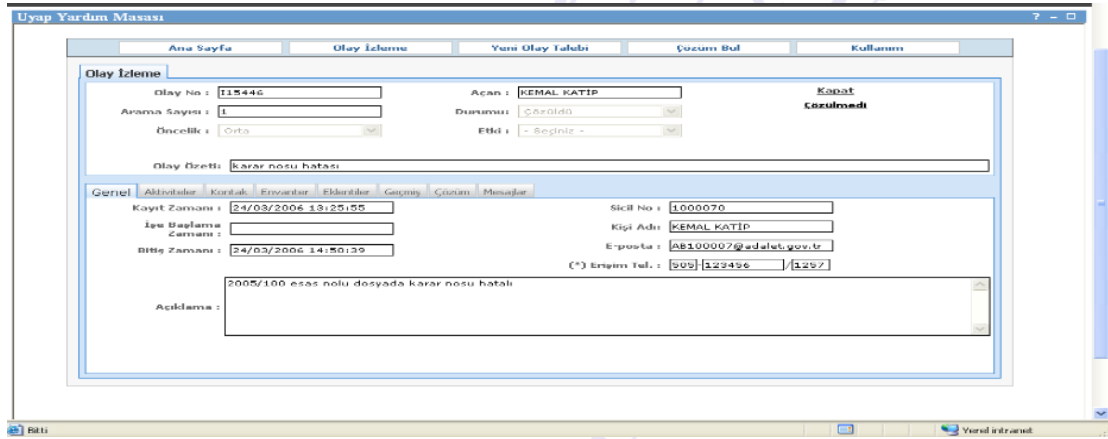 Uyap Yardım Masası ? – □
Ana Sayfa Olay İzleme Yeni Olay Talebi Çözüm Bul Kullanım
Olay İzleme
Olay No : I15446 Açan : KEMAL KATİP Kapat
Arama Sayısı : 1 Durumu: Çözüldü Çözülmedi
Öncelik : Orta Etki : - Seçiniz -
Olay Özeti: karar nosu hatası
Genel Aktiviteler Kontak Envanter Eklentiler Geçmiş Çözüm Mesajlar
Kayıt Zamanı : 24/03/2006 13:25:55 Sicil No : 1000070
İşe Başlama Zamanı : Kişi Adı: KEMAL KATİP
Bitiş Zamanı : 24/03/2006 14:50:39 E-posta : AB100007@adalet.gov.tr
(*) Erişim Tel. : 505-123456 /1257
2005/100 esas nolu dosyada karar nosu hatalı
Açıklama :
Bitti Yerel intranet